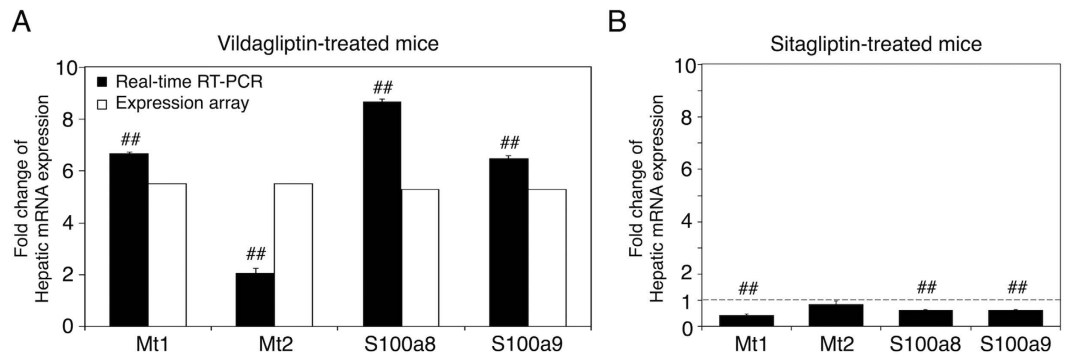 A
Vildagliptin-treated mice
Fold change of
Hepatic mRNA expression
10
8
6
4
2
0
Real-time RT-PCR
Expression array
##
##
##
##
Mt1
Mt2
S100a8
S100a9
B
Sitagliptin-treated mice
Fold change of
Hepatic mRNA expression
10
8
6
4
2
1
0
##
##
##
Mt1
Mt2
S100a8
S100a9